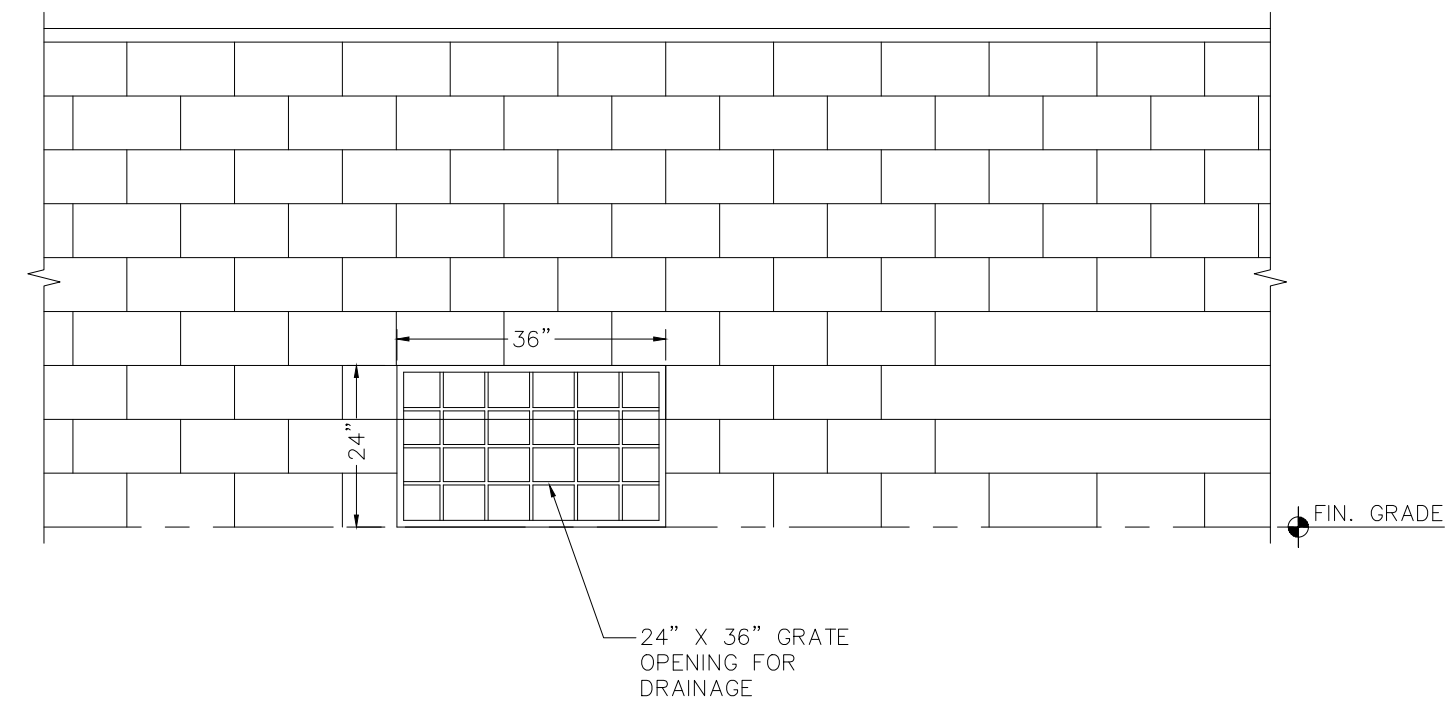 36”
24”
FIN. GRADE
24” X 36” GRATE
OPENING FOR
DRAINAGE